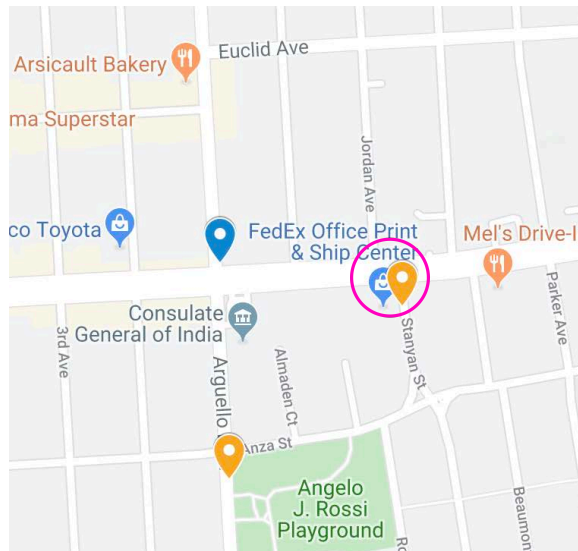 Euclid Ave
Arsicault Bakery
ma Superstar
Jordan Ave
co Toyota
FedEx Office Print
& Ship Center
Mel's Drive-I
Consulate
General of India
3rd Ave
Almaden Ct
Stanyan St
Parker Ave
Arguello
Anza St
Angelo
J. Rossi
Playground
Beaumont